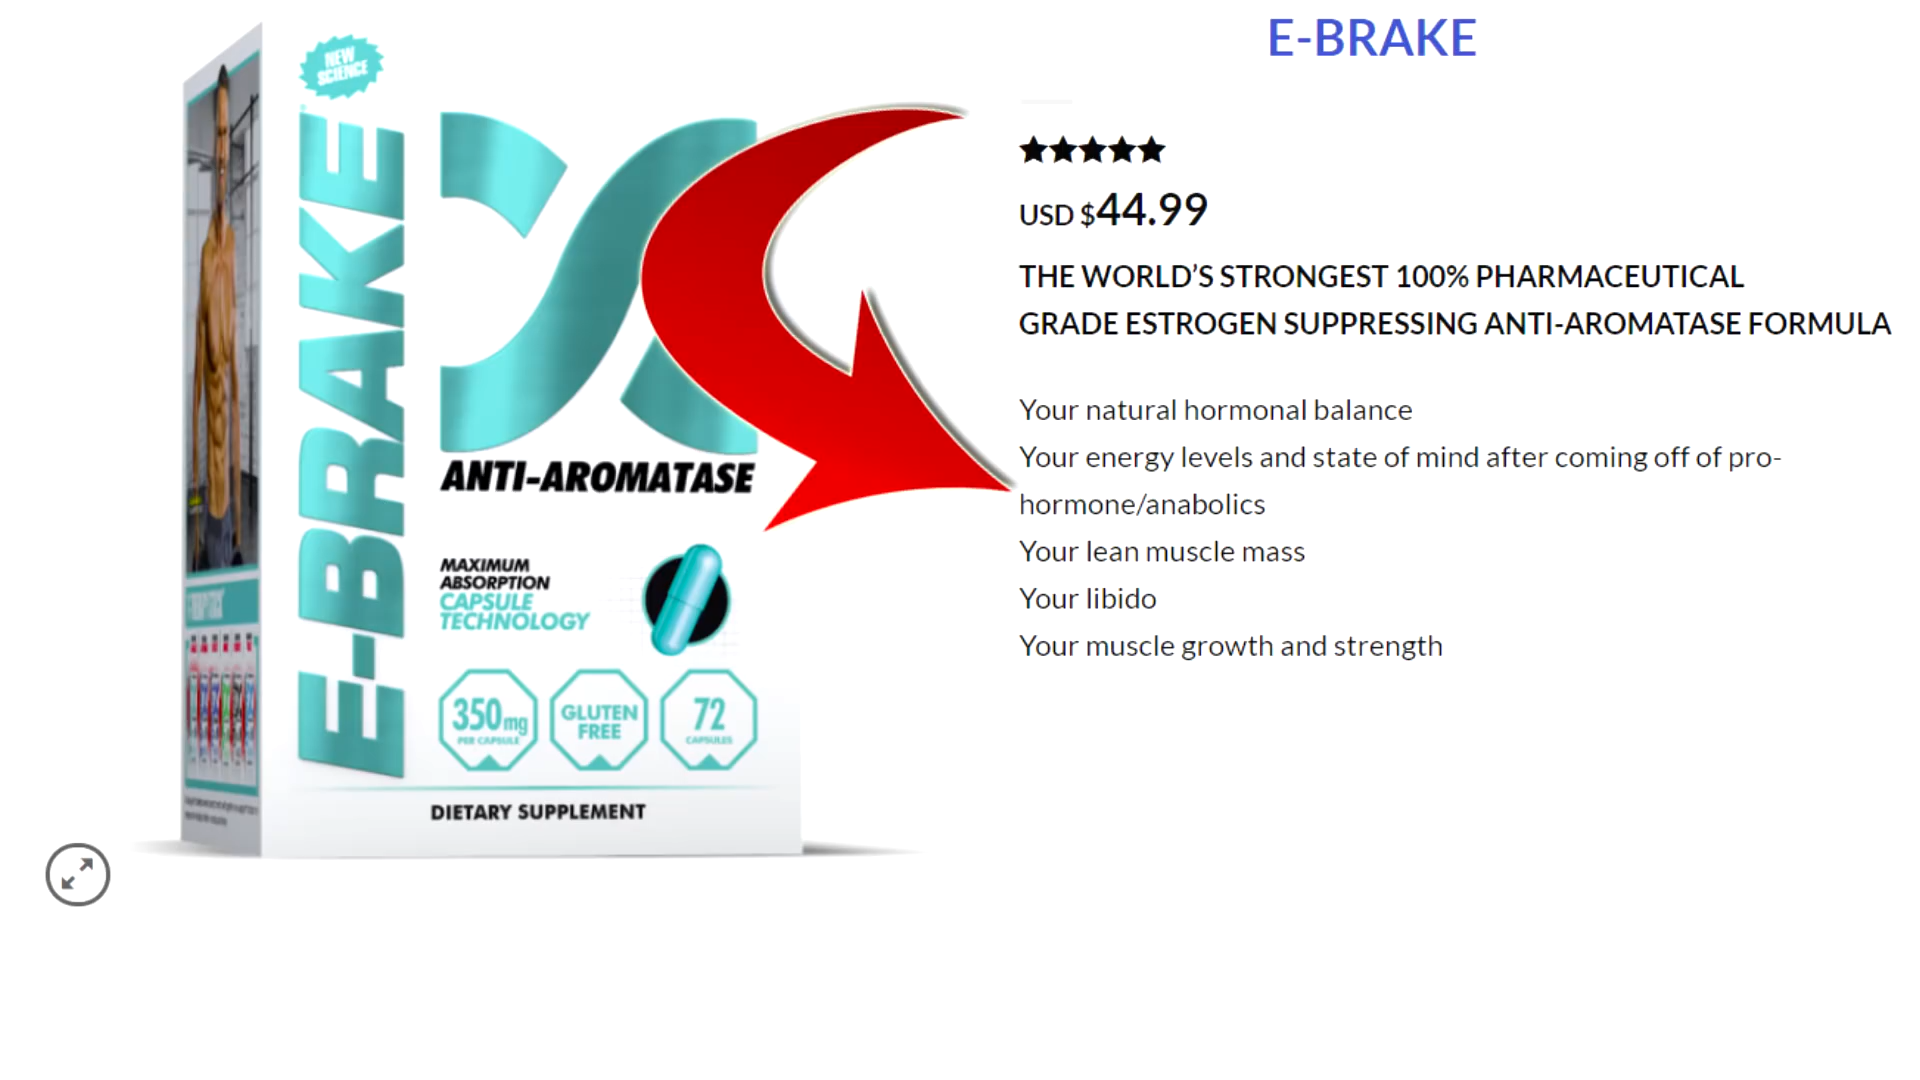 E-BRAKE
NEW
SCIENCE
E-BRAKE
ANTI-AROMATASE
MAXIMUM
ABSORPTION
CAPSULE
TECHNOLOGY
350mg
PER CAPSULE
GLUTEN
FREE
72
CAPSULES
DIETARY SUPPLEMENT
USD $44.99
THE WORLD’S STRONGEST 100% PHARMACEUTICAL
GRADE ESTROGEN SUPPRESSING ANTI-AROMATASE FORMULA
Your natural hormonal balance
Your energy levels and state of mind after coming off of pro-
hormone/anabolics
Your lean muscle mass
Your libido
Your muscle growth and strength